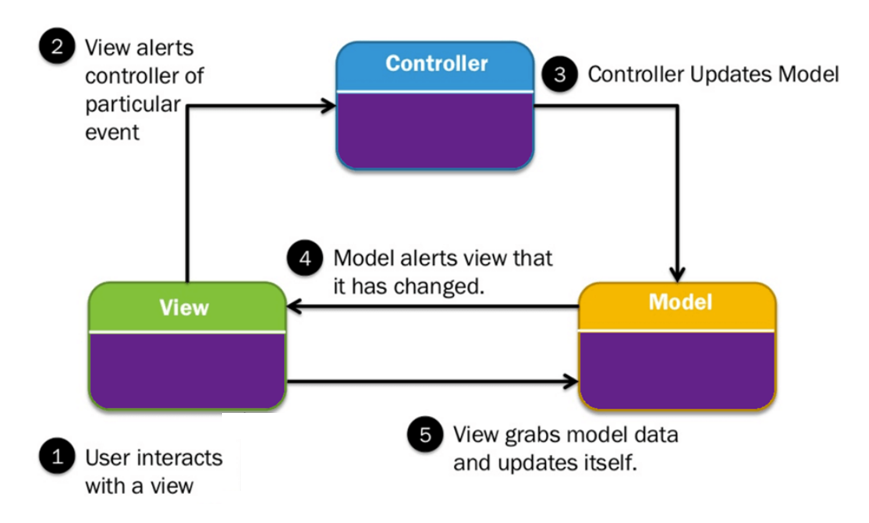 2
View alerts
controller of
particular
event
Controller
3
Controller Updates Model
4
Model alerts view that
it has changed.
View
Model
1
User interacts
with a view
5
View grabs model data
and updates itself.